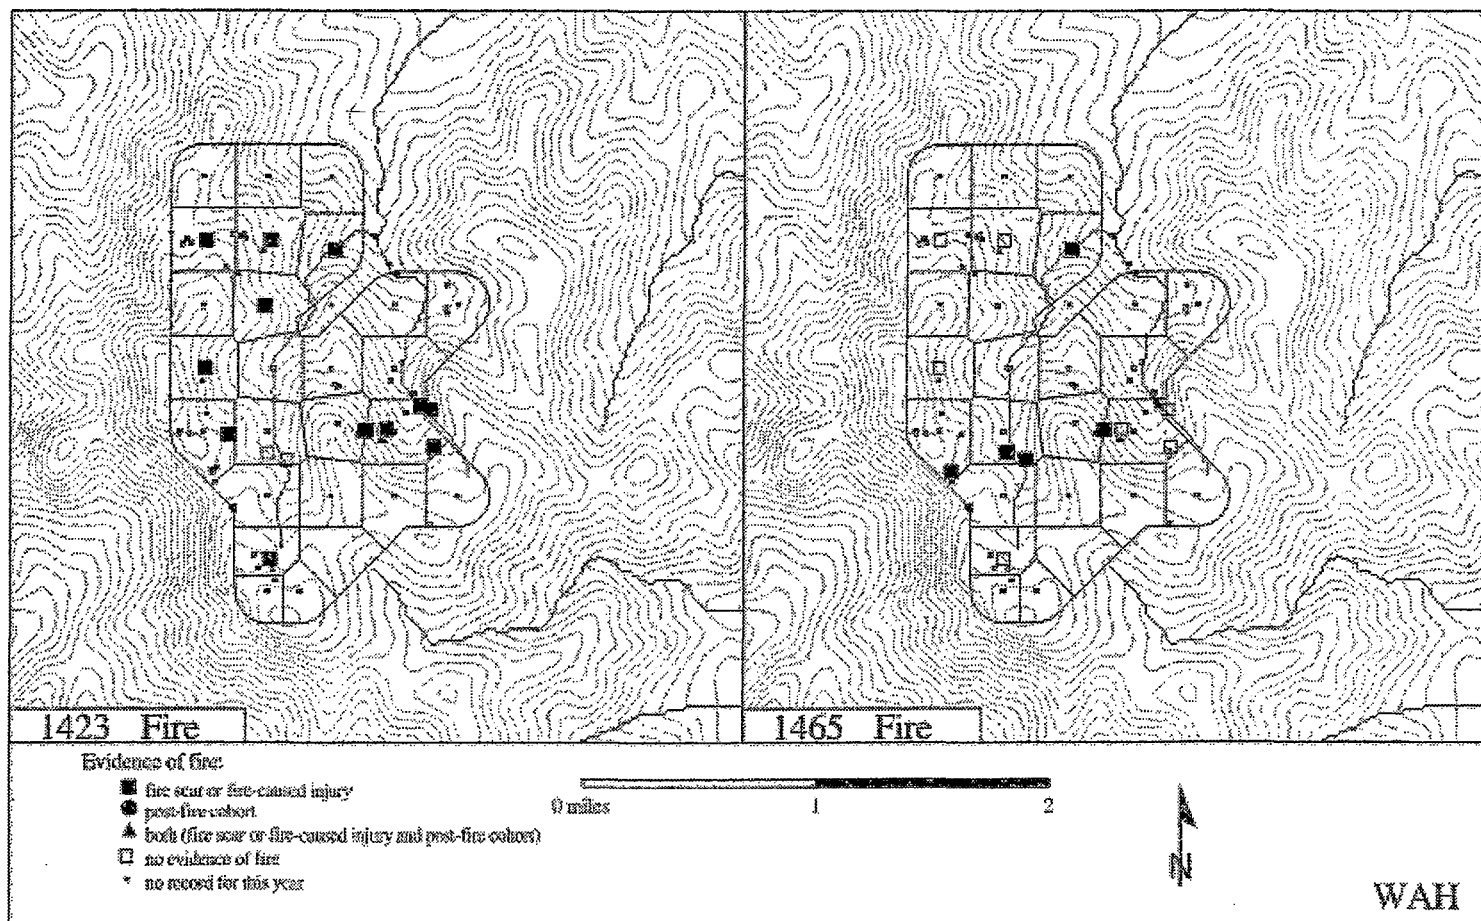 1423 Fire
1465 Fire
Evidence of fire:
fire scar or fire-caused injury
post-fire cohort
both (fire scar or fire-caused injury and post-fire cohort)
no evidence of fire
no record for this year
0 miles 1 2
N
WAH